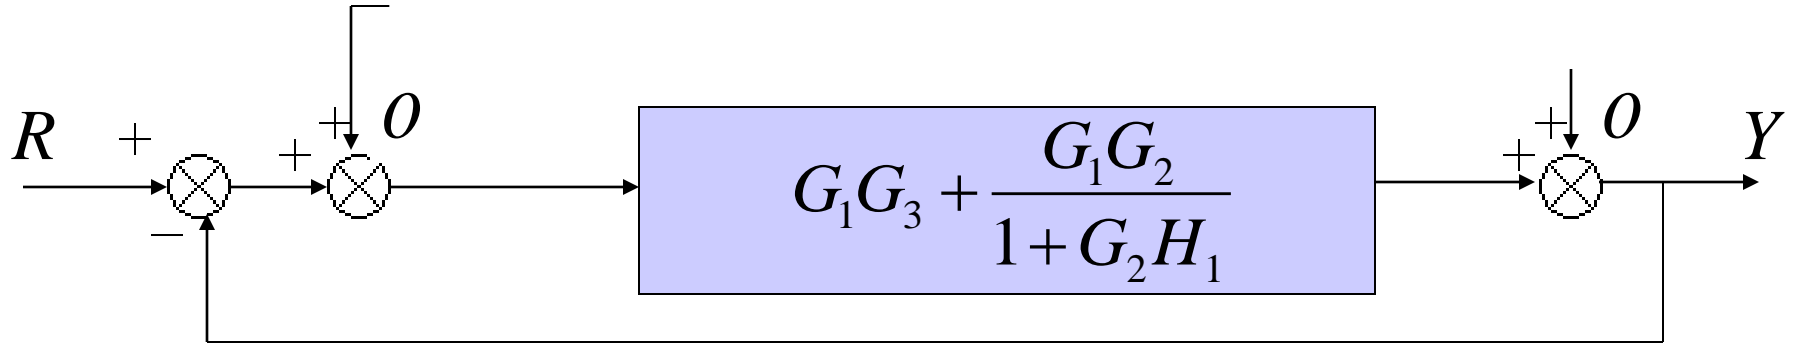 R + − + + 0
G₁G₃ + G₁G₂ / (1 + G₂H₁)
+ + 0 Y